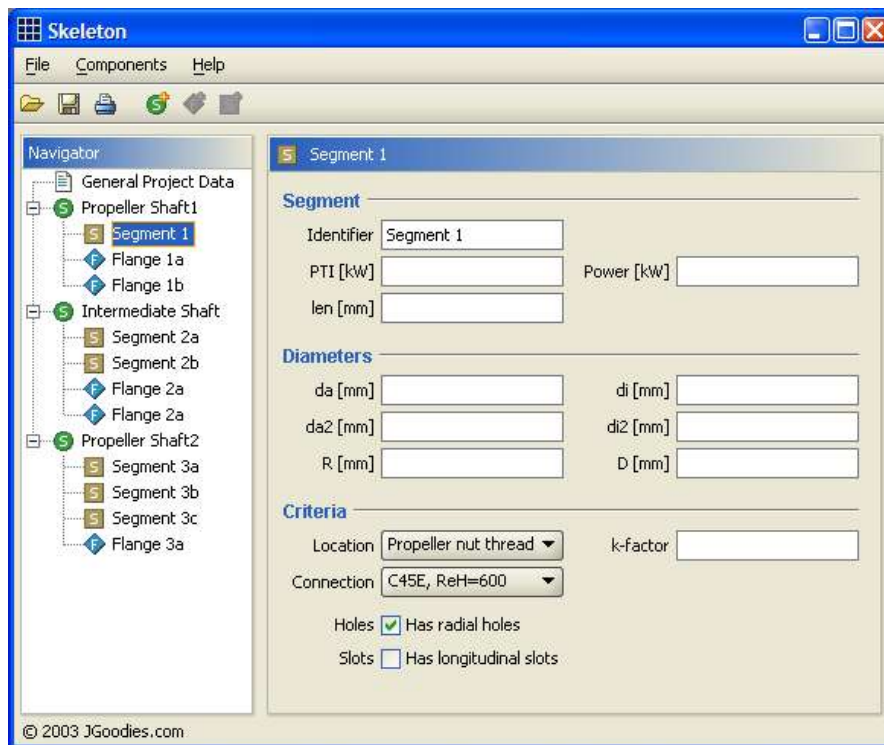 Skeleton
File Components Help
Navigator
General Project Data
S Propeller Shaft1
S Segment 1
F Flange 1a
F Flange 1b
S Intermediate Shaft
S Segment 2a
S Segment 2b
F Flange 2a
F Flange 2a
S Propeller Shaft2
S Segment 3a
S Segment 3b
S Segment 3c
F Flange 3a
S Segment 1
Segment
Identifier Segment 1
PTI [kW] Power [kW]
len [mm]
Diameters
da [mm] di [mm]
da2 [mm] di2 [mm]
R [mm] D [mm]
Criteria
Location Propeller nut thread k-factor
Connection C45E, ReH=600
Holes Has radial holes
Slots Has longitudinal slots
© 2003 JGoodies.com